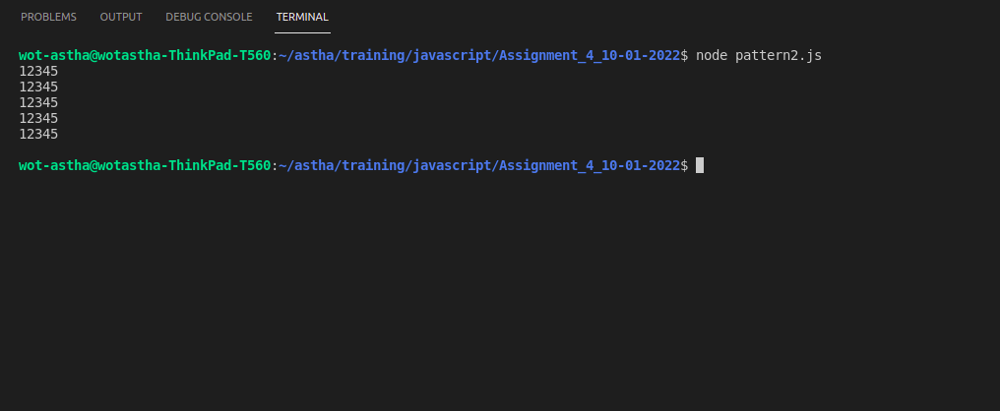 PROBLEMS OUTPUT DEBUG CONSOLE TERMINAL
wot-astha@wotastha-ThinkPad-T560:~/astha/training/javascript/Assignment_4_10-01-2022$ node pattern2.js
12345
12345
12345
12345
12345
wot-astha@wotastha-ThinkPad-T560:~/astha/training/javascript/Assignment_4_10-01-2022$